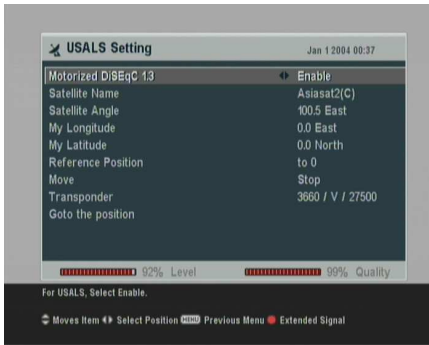 USALS Setting Jan 1 2004 00:37
Motorized DiSEqC 1.3 Enable
Satellite Name Asiasat2(C)
Satellite Angle 100.5 East
My Longitude 0.0 East
My Latitude 0.0 North
Reference Position to 0
Move Stop
Transponder 3660 / V / 27500
Goto the position
92% Level 99% Quality
For USALS, Select Enable.
Moves Item Select Position MENU Previous Menu Extended Signal